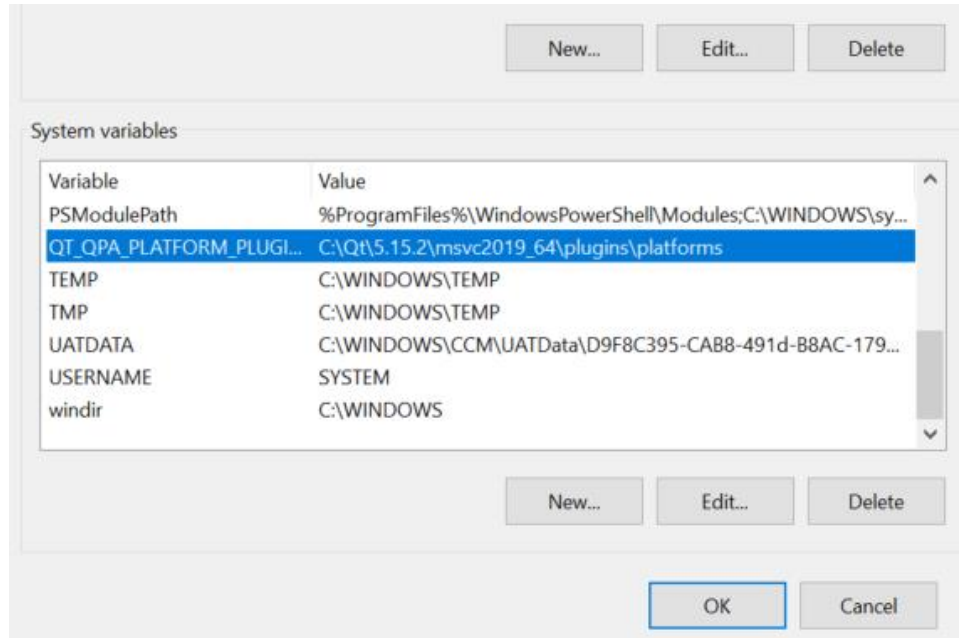 New... Edit... Delete
System variables
Variable Value
PSModulePath %ProgramFiles%\WindowsPowerShell\Modules;C:\WINDOWS\sy...
QT_QPA_PLATFORM_PLUGI... C:\Qt\5.15.2\msvc2019_64\plugins\platforms
TEMP C:\WINDOWS\TEMP
TMP C:\WINDOWS\TEMP
UATDATA C:\WINDOWS\CCM\UATData\D9F8C395-CAB8-491d-B8AC-179...
USERNAME SYSTEM
windir C:\WINDOWS
New... Edit... Delete
OK Cancel